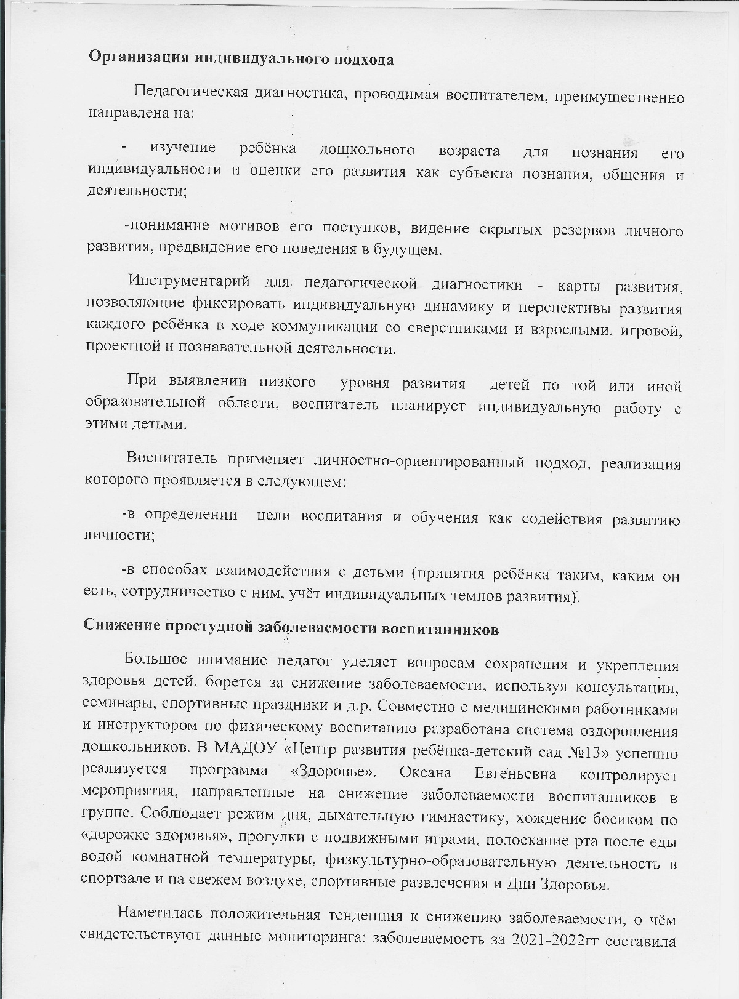 Организация индивидуального подхода
Педагогическая диагностика, проводимая воспитателем, преимущественно
направлена на:
- изучение ребёнка дошкольного возраста для познания его
индивидуальности и оценки его развития как субъекта познания, общения и
деятельности;
-понимание мотивов его поступков, видение скрытых резервов личного
развития, предвидение его поведения в будущем.
Инструментарий для педагогической диагностики - карты развития,
позволяющие фиксировать индивидуальную динамику и перспективы развития
каждого ребёнка в ходе коммуникации со сверстниками и взрослыми, игровой,
проектной и познавательной деятельности.
При выявлении низкого уровня развития детей по той или иной
образовательной области, воспитатель планирует индивидуальную работу с
этими детьми.
Воспитатель применяет личностно-ориентированный подход, реализация
которого проявляется в следующем:
-в определении цели воспитания и обучения как содействия развитию
личности;
-в способах взаимодействия с детьми (принятия ребёнка таким, каким он
есть, сотрудничество с ним, учёт индивидуальных темпов развития).
Снижение простудной заболеваемости воспитанников
Большое внимание педагог уделяет вопросам сохранения и укрепления
здоровья детей, борется за снижение заболеваемости, используя консультации,
семинары, спортивные праздники и д.р. Совместно с медицинскими работниками
и инструктором по физическому воспитанию разработана система оздоровления
дошкольников. В МАДОУ «Центр развития ребёнка-детский сад №13» успешно
реализуется программа «Здоровье». Оксана Евгеньевна контролирует
мероприятия, направленные на снижение заболеваемости воспитанников в
группе. Соблюдает режим дня, дыхательную гимнастику, хождение босиком по
«дорожке здоровья», прогулки с подвижными играми, полоскание рта после еды
водой комнатной температуры, физкультурно-образовательную деятельность в
спортзале и на свежем воздухе, спортивные развлечения и Дни Здоровья.
Наметилась положительная тенденция к снижению заболеваемости, о чём
свидетельствуют данные мониторинга: заболеваемость за 2021-2022гг составила